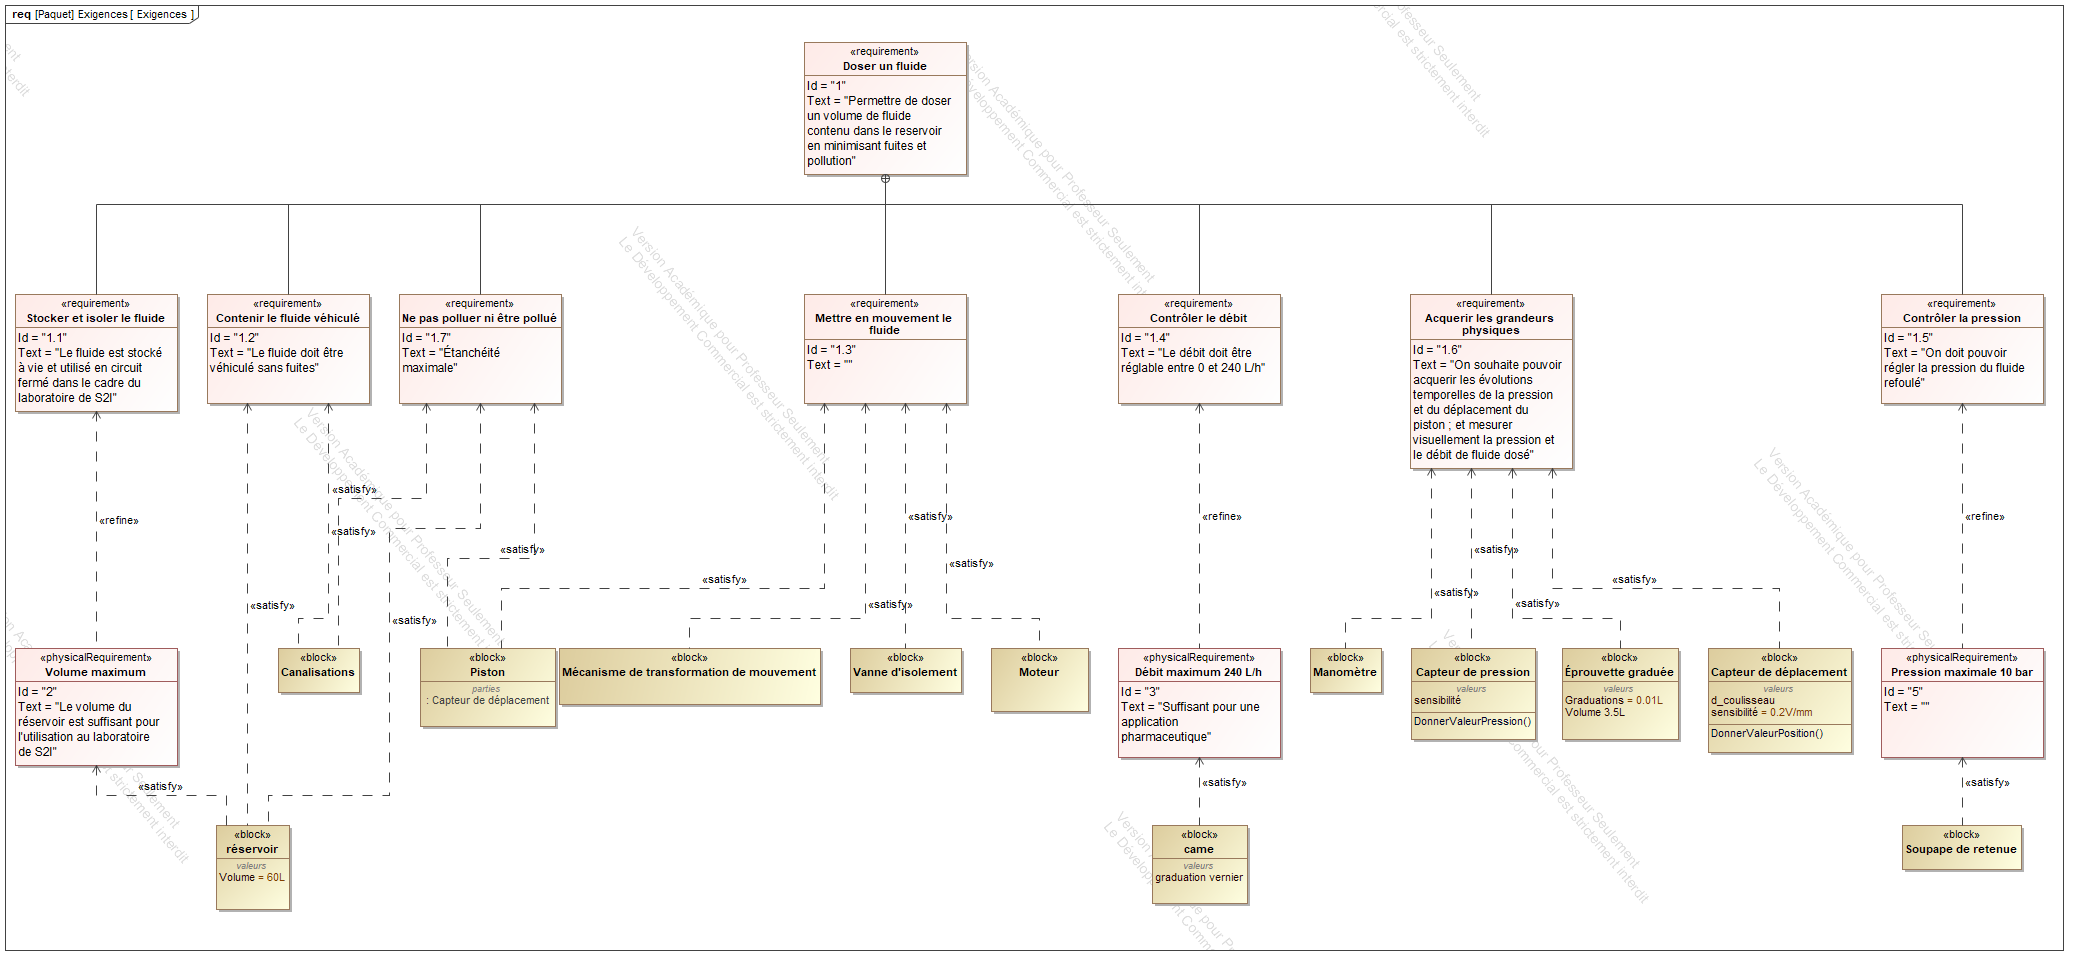 req [Paquet] Exigences [ Exigences ]
«requirement»
Doser un fluide
Id = "1"
Text = "Permettre de doser
un volume de fluide
contenu dans le reservoir
en minimisant fuites et
pollution"
«requirement»
Stocker et isoler le fluide
Id = "1.1"
Text = "Le fluide est stocké
à vie et utilisé en circuit
fermé dans le cadre du
laboratoire de S2I"
«requirement»
Contenir le fluide véhiculé
Id = "1.2"
Text = "Le fluide doit être
véhiculé sans fuites"
«requirement»
Ne pas polluer ni être pollué
Id = "1.7"
Text = "Étanchéité
maximale"
«requirement»
Mettre en mouvement le
fluide
Id = "1.3"
Text = ""
«requirement»
Contrôler le débit
Id = "1.4"
Text = "Le débit doit être
réglable entre 0 et 240 L/h"
«requirement»
Acquerir les grandeurs
physiques
Id = "1.6"
Text = "On souhaite pouvoir
acquerir les évolutions
temporelles de la pression
et du déplacement du
piston ; et mesurer
visuellement la pression et
le débit de fluide dosé"
«requirement»
Contrôler la pression
Id = "1.5"
Text = "On doit pouvoir
régler la pression du fluide
refoulé"
«refine»
«satisfy»
«satisfy»
«satisfy»
«satisfy»
«satisfy»
«satisfy»
«satisfy»
«satisfy»
«satisfy»
«refine»
«satisfy»
«satisfy»
«satisfy»
«satisfy»
«refine»
«physicalRequirement»
Volume maximum
Id = "2"
Text = "Le volume du
réservoir est suffisant pour
l'utilisation au laboratoire
de S2I"
«block»
Canalisations
«block»
Piston
parties
: Capteur de déplacement
«block»
Mécanisme de transformation de mouvement
«block»
Vanne d'isolement
«block»
Moteur
«physicalRequirement»
Débit maximum 240 L/h
Id = "3"
Text = "Suffisant pour une
application
pharmaceutique"
«block»
Manomètre
«block»
Capteur de pression
valeurs
sensibilité
DonnerValeurPression()
«block»
Éprouvette graduée
valeurs
Graduations = 0.01L
Volume 3.5L
«block»
Capteur de déplacement
valeurs
d_coulisseau
sensibilité = 0.2V/mm
DonnerValeurPosition()
«physicalRequirement»
Pression maximale 10 bar
Id = "5"
Text = ""
«satisfy»
«satisfy»
«satisfy»
«block»
réservoir
valeurs
Volume = 60L
«block»
came
valeurs
graduation vernier
«block»
Soupape de retenue
Version Académique pour Professeur Seulement
Le Développement Commercial est strictement interdit